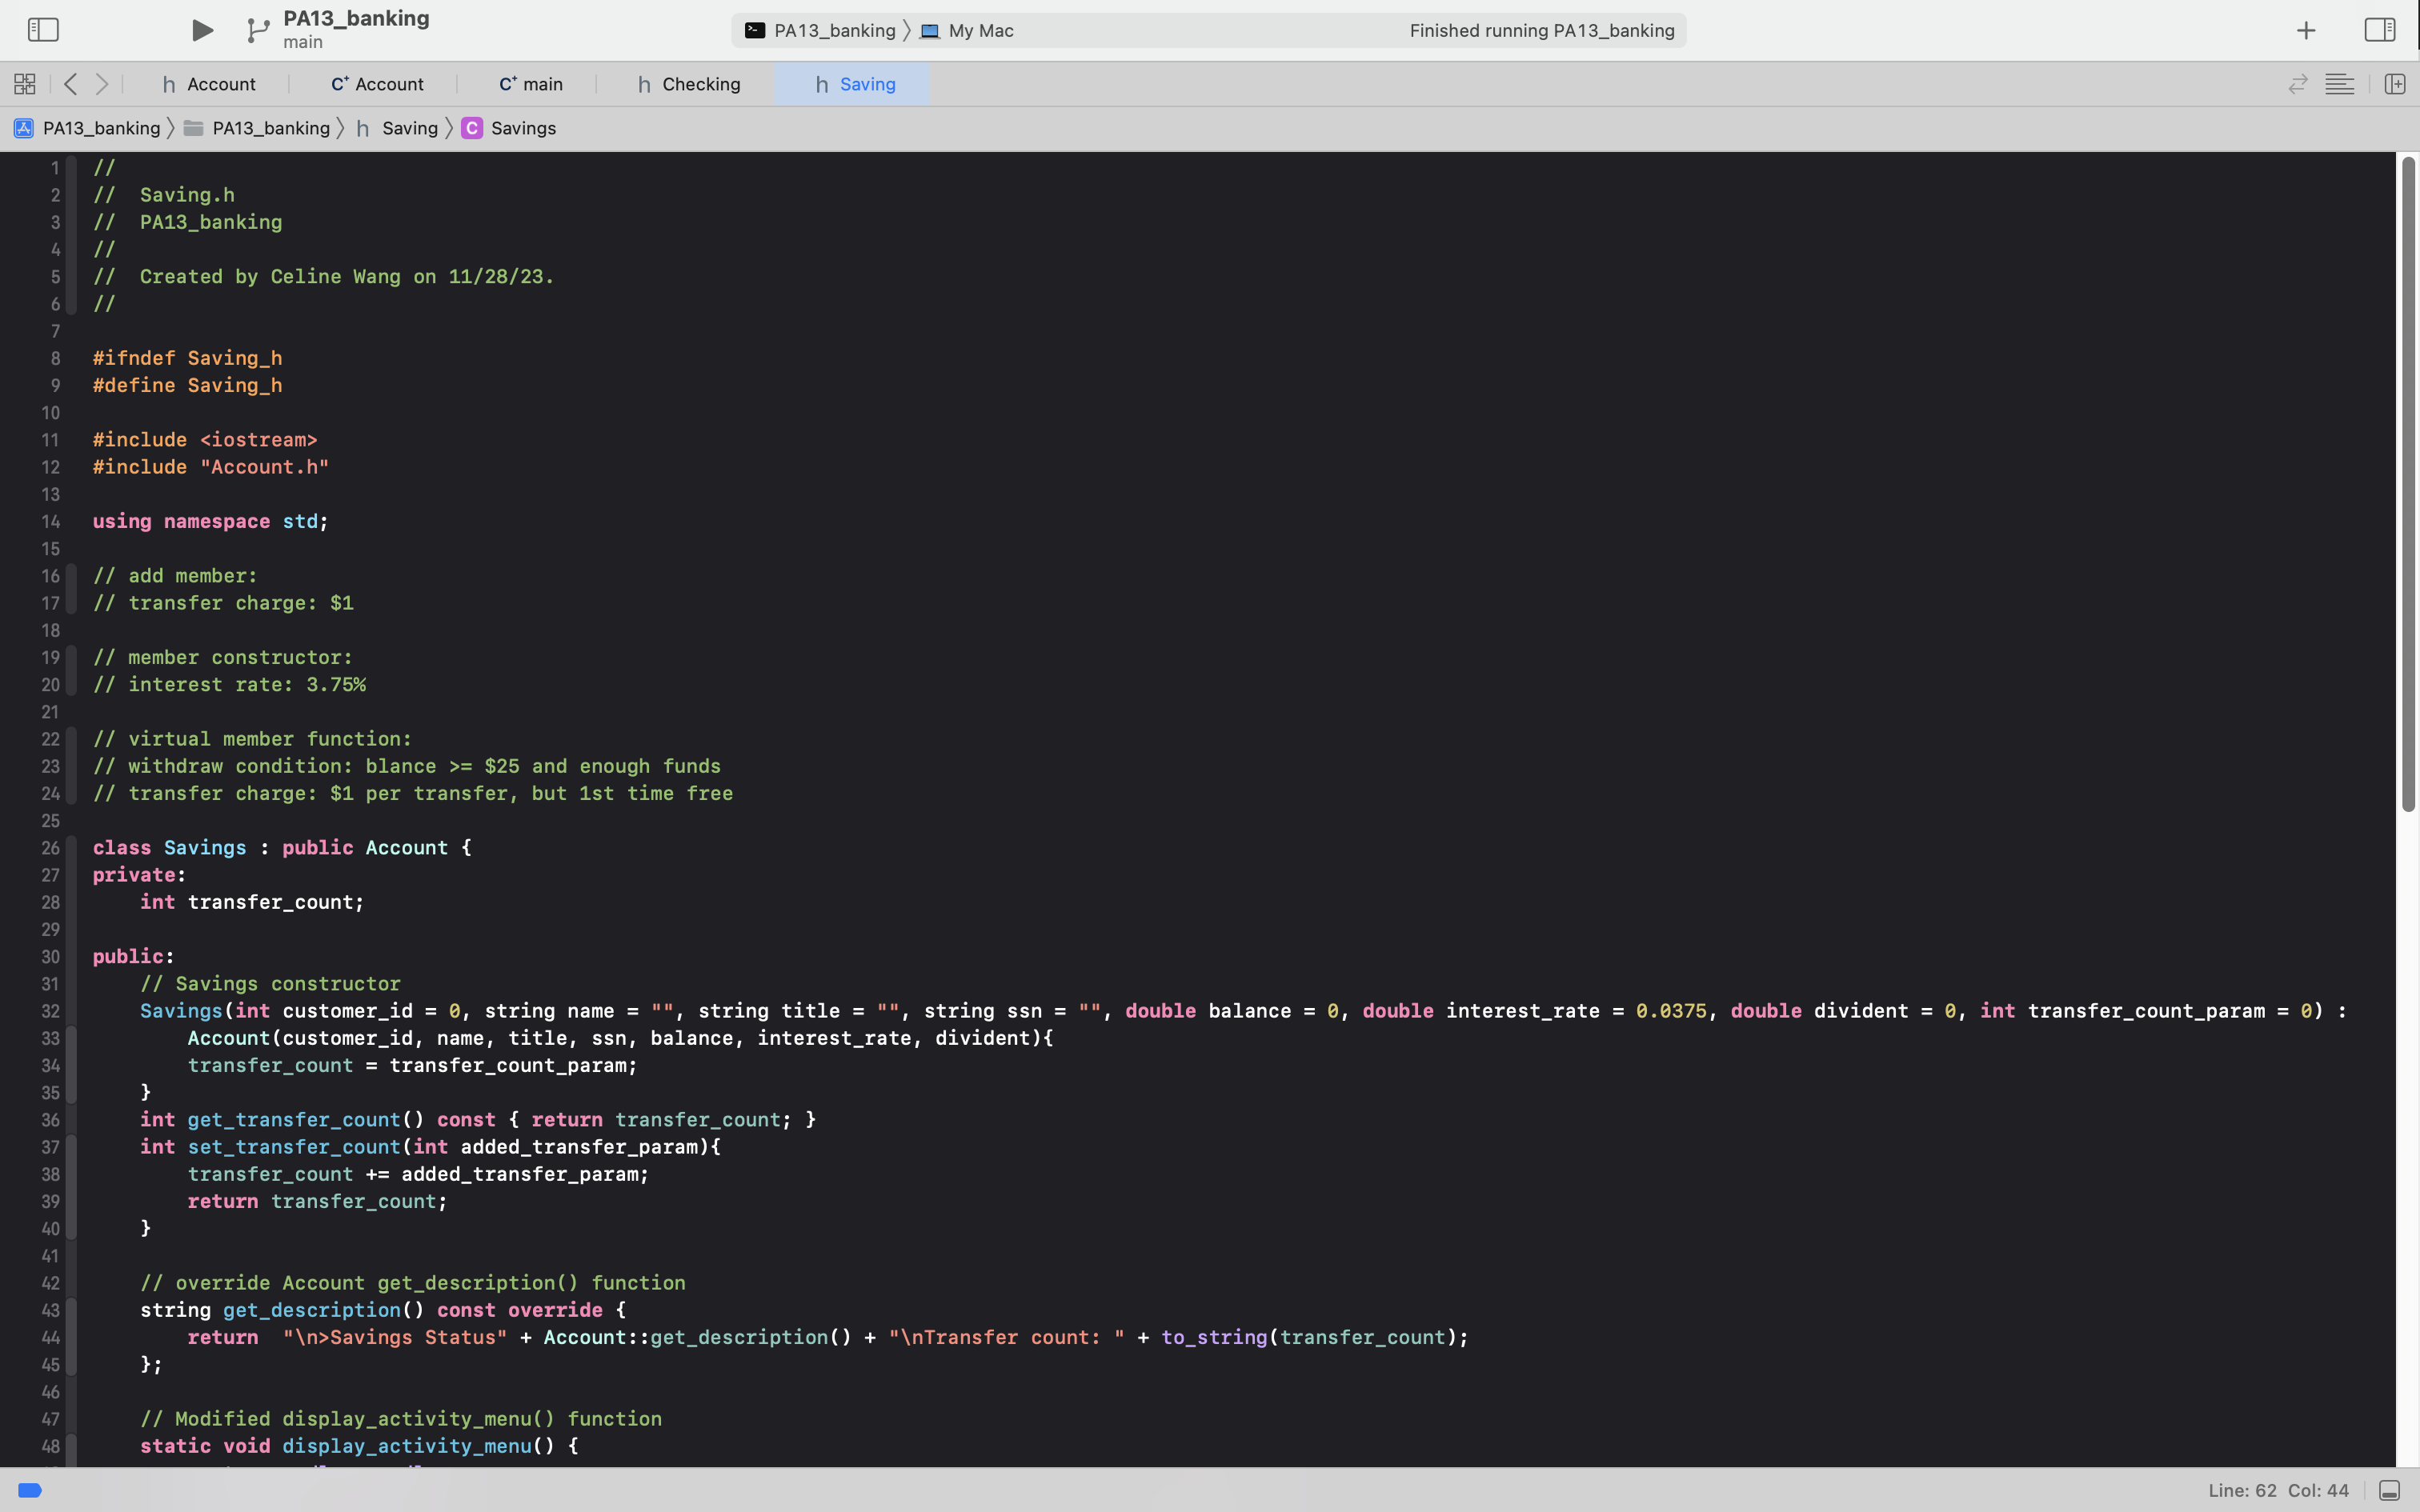 PA13_banking
main
PA13_banking My Mac Finished running PA13_banking
h Account C+ Account C+ main h Checking h Saving
PA13_banking PA13_banking h Saving C Savings
1 //
2 //  Saving.h
3 //  PA13_banking
4 //
5 //  Created by Celine Wang on 11/28/23.
6 //
7
8 #ifndef Saving_h
9 #define Saving_h
10
11 #include <iostream>
12 #include "Account.h"
13
14 using namespace std;
15
16 // add member:
17 // transfer charge: $1
18
19 // member constructor:
20 // interest rate: 3.75%
21
22 // virtual member function:
23 // withdraw condition: blance >= $25 and enough funds
24 // transfer charge: $1 per transfer, but 1st time free
25
26 class Savings : public Account {
27 private:
28     int transfer_count;
29
30 public:
31     // Savings constructor
32     Savings(int customer_id = 0, string name = "", string title = "", string ssn = "", double balance = 0, double interest_rate = 0.0375, double divident = 0, int transfer_count_param = 0) :
33         Account(customer_id, name, title, ssn, balance, interest_rate, divident){
34         transfer_count = transfer_count_param;
35     }
36     int get_transfer_count() const { return transfer_count; }
37     int set_transfer_count(int added_transfer_param){
38         transfer_count += added_transfer_param;
39         return transfer_count;
40     }
41
42     // override Account get_description() function
43     string get_description() const override {
44         return  "\n>Savings Status" + Account::get_description() + "\nTransfer count: " + to_string(transfer_count);
45     };
46
47     // Modified display_activity_menu() function
48     static void display_activity_menu() {
Line: 62 Col: 44